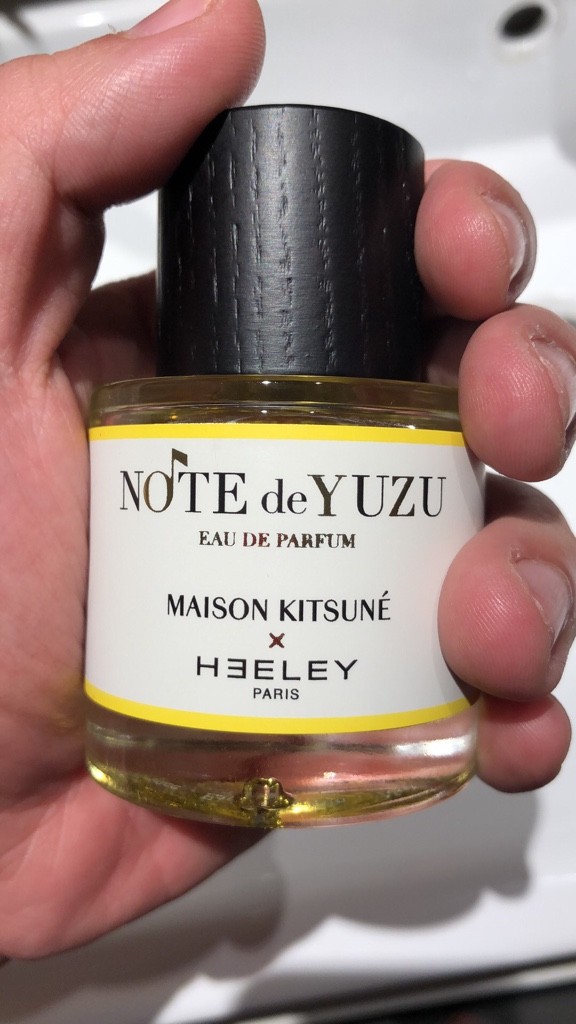 NOTE de YUZU
EAU DE PARFUM
MAISON KITSUNÉ
X
HEELEY
PARIS